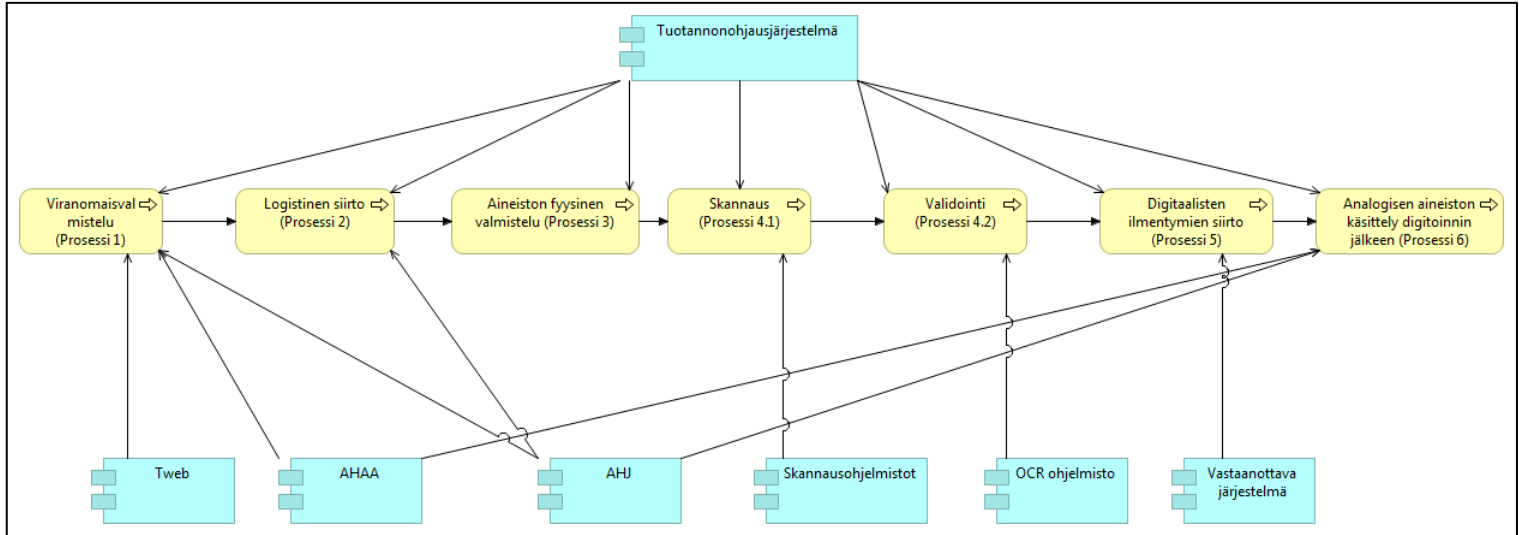 Tuotannonohjausjärjestelmä
Viranomaisval
mistelu
(Prosessi 1)
Logistinen siirto
(Prosessi 2)
Aineiston fyysinen
valmistelu (Prosessi 3)
Skannaus
(Prosessi 4.1)
Validointi
(Prosessi 4.2)
Digitaalisten
ilmentymien siirto
(Prosessi 5)
Analogisen aineiston
käsittely digitoinnin
jälkeen (Prosessi 6)
Tweb
AHAA
AHJ
Skannausohjelmistot
OCR ohjelmisto
Vastaanottava
järjestelmä